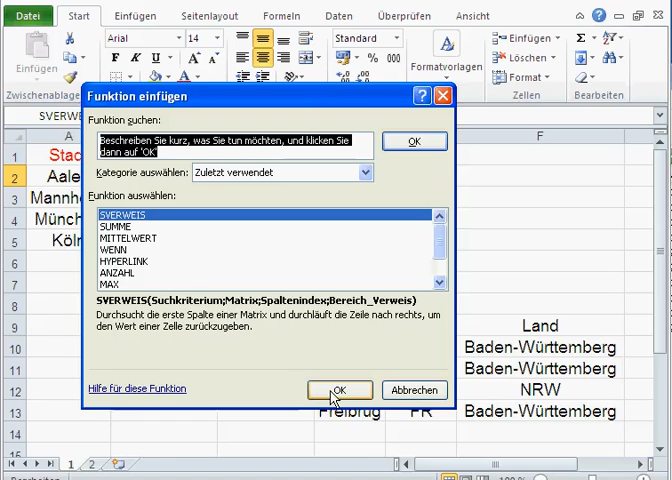 Datei Start Einfügen Seitenlayout Formeln Daten Überprüfen Ansicht
Einfügen
Zwischenablage
Arial 14
F K U
Standard
% 000
Formatvorlagen
Einfügen
Löschen
Format
Zellen
Bearbeiten
SVERWE
A F
1
2 Aale
3 Mannhe
4 Münch
5 Köln
6
7
8
9 Land
10 Baden-Württemberg
11 Baden-Württemberg
12 NRW
13 Freibrug FR Baden-Württemberg
14
15
16
Funktion einfügen
Funktion suchen:
Beschreiben Sie kurz, was Sie tun möchten, und klicken Sie
dann auf 'OK'
OK
Kategorie auswählen: Zuletzt verwendet
Funktion auswählen:
SVERWEIS
SUMME
MITTELWERT
WENN
HYPERLINK
ANZAHL
MAX
SVERWEIS(Suchkriterium;Matrix;Spaltenindex;Bereich_Verweis)
Durchsucht die erste Spalte einer Matrix und durchläuft die Zeile nach rechts, um
den Wert einer Zelle zurückzugeben.
Hilfe für diese Funktion
OK Abbrechen
1 2